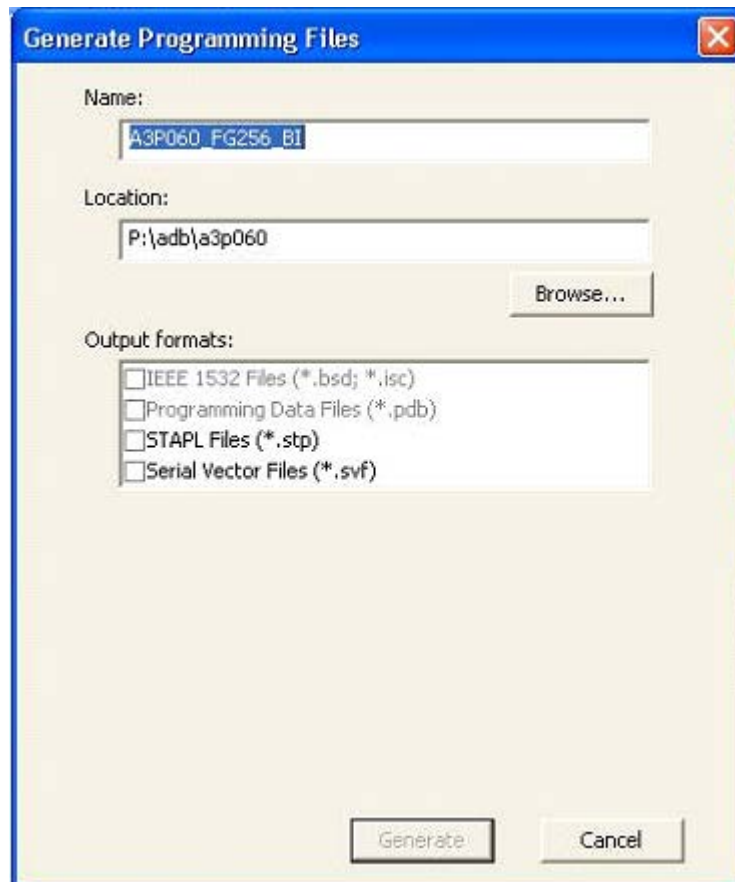 Generate Programming Files
Name:
A3P060_FG256_BI
Location:
P:\adb\a3p060
Browse...
Output formats:
IEEE 1532 Files (*.bsd; *.isc)
Programming Data Files (*.pdb)
STAPL Files (*.stp)
Serial Vector Files (*.svf)
Generate
Cancel